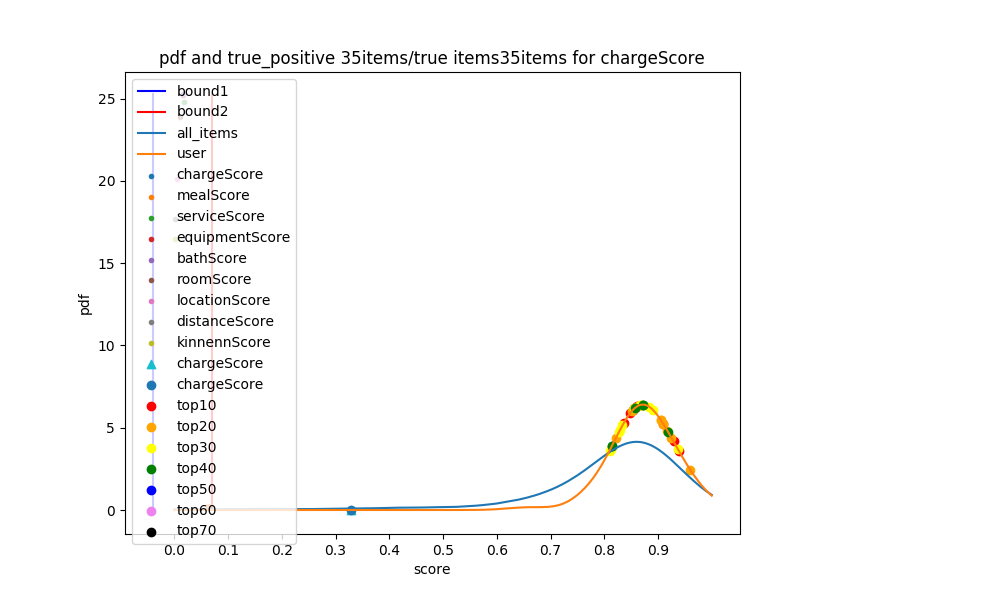 pdf and true_positive 35items/true items35items for chargeScore
pdf
25
20
15
10
5
0
bound1
bound2
all_items
user
chargeScore
mealScore
serviceScore
equipmentScore
bathScore
roomScore
locationScore
distanceScore
kinnennScore
chargeScore
chargeScore
top10
top20
top30
top40
top50
top60
top70
0.0 0.1 0.2 0.3 0.4 0.5 0.6 0.7 0.8 0.9
score